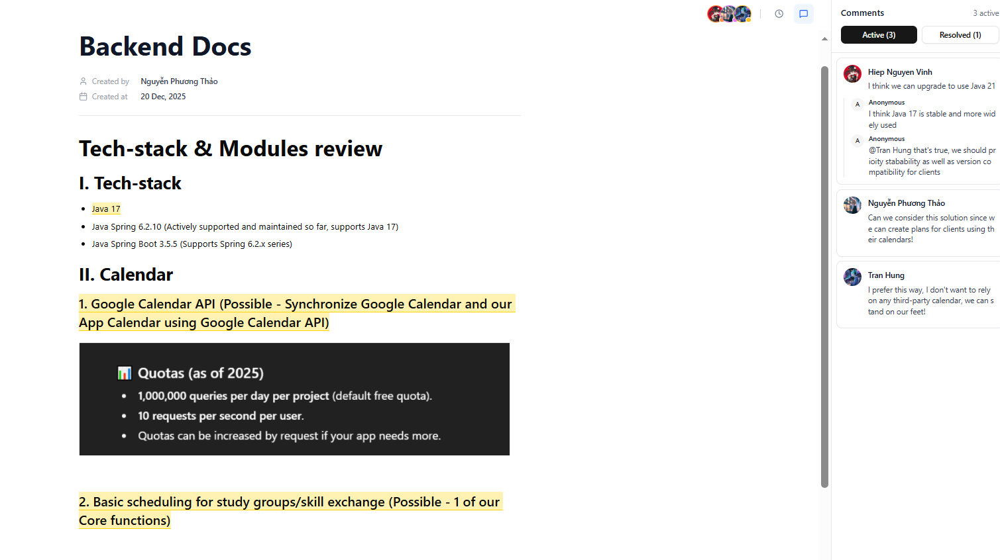 Backend Docs
Created by Nguyễn Phương Thảo
Created at 20 Dec, 2025
Tech-stack & Modules review
I. Tech-stack
Java 17
Java Spring 6.2.10 (Actively supported and maintained so far, supports Java 17)
Java Spring Boot 3.5.5 (Supports Spring 6.2.x series)
II. Calendar
1. Google Calendar API (Possible - Synchronize Google Calendar and our
App Calendar using Google Calendar API)
Quotas (as of 2025)
1,000,000 queries per day per project (default free quota).
10 requests per second per user.
Quotas can be increased by request if your app needs more.
2. Basic scheduling for study groups/skill exchange (Possible - 1 of our
Core functions)
Comments
3 active
Active (3)
Resolved (1)
Hiep Nguyen Vinh
I think we can upgrade to use Java 21
A
Anonymous
I think Java 17 is stable and more wid
ely used
A
Anonymous
@Tran Hung that's true, we should pr
ioity stabability as well as version co
mpatibility for clients
Nguyễn Phương Thảo
Can we consider this solution since w
e can create plans for clients using th
eir calendars!
Tran Hung
I prefer this way, I don't want to rely
on any third-party calendar, we can s
tand on our feet!